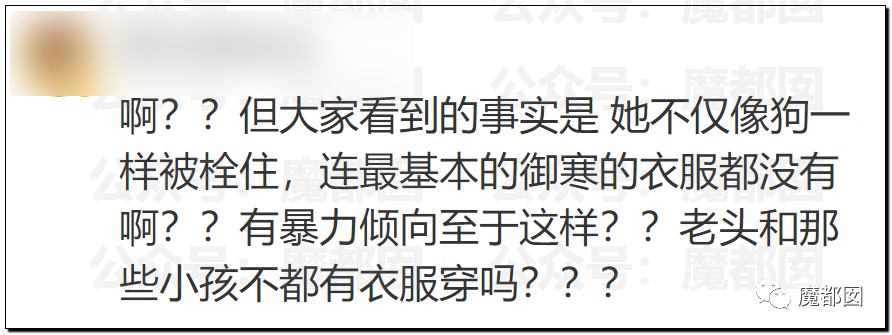 啊？？但大家看到的事实是 她不仅像狗一
样被栓住，连最基本的御寒的衣服都没有
啊？？有暴力倾向至于这样？？老头和那
些小孩不都有衣服穿吗？？？
魔都囡
公众号：魔都囡